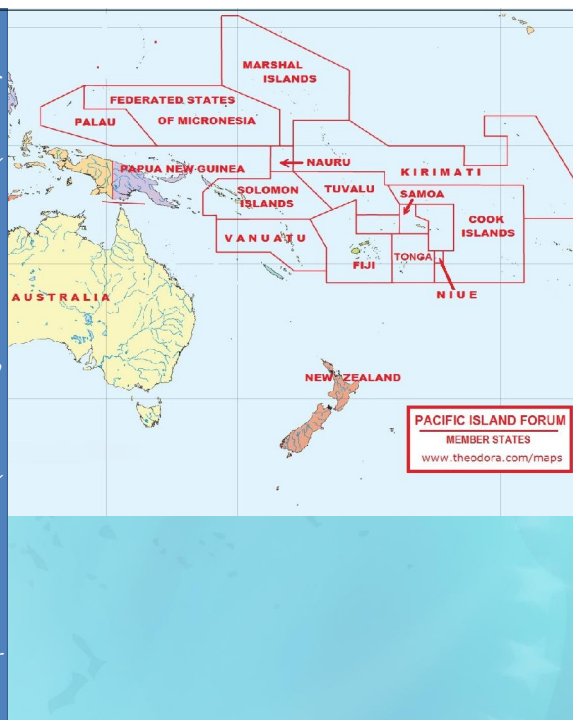 MARSHAL
ISLANDS
FEDERATED STATES
OF MICRONESIA
PALAU
PAPUA NEW GUINEA
NAURU
KIRIMATI
SOLOMON
ISLANDS
TUVALU
SAMOA
COOK
ISLANDS
VANUATU
FIJI
TONGA
NIUE
AUSTRALIA
NEW ZEALAND
PACIFIC ISLAND FORUM
MEMBER STATES
www.theodora.com/maps